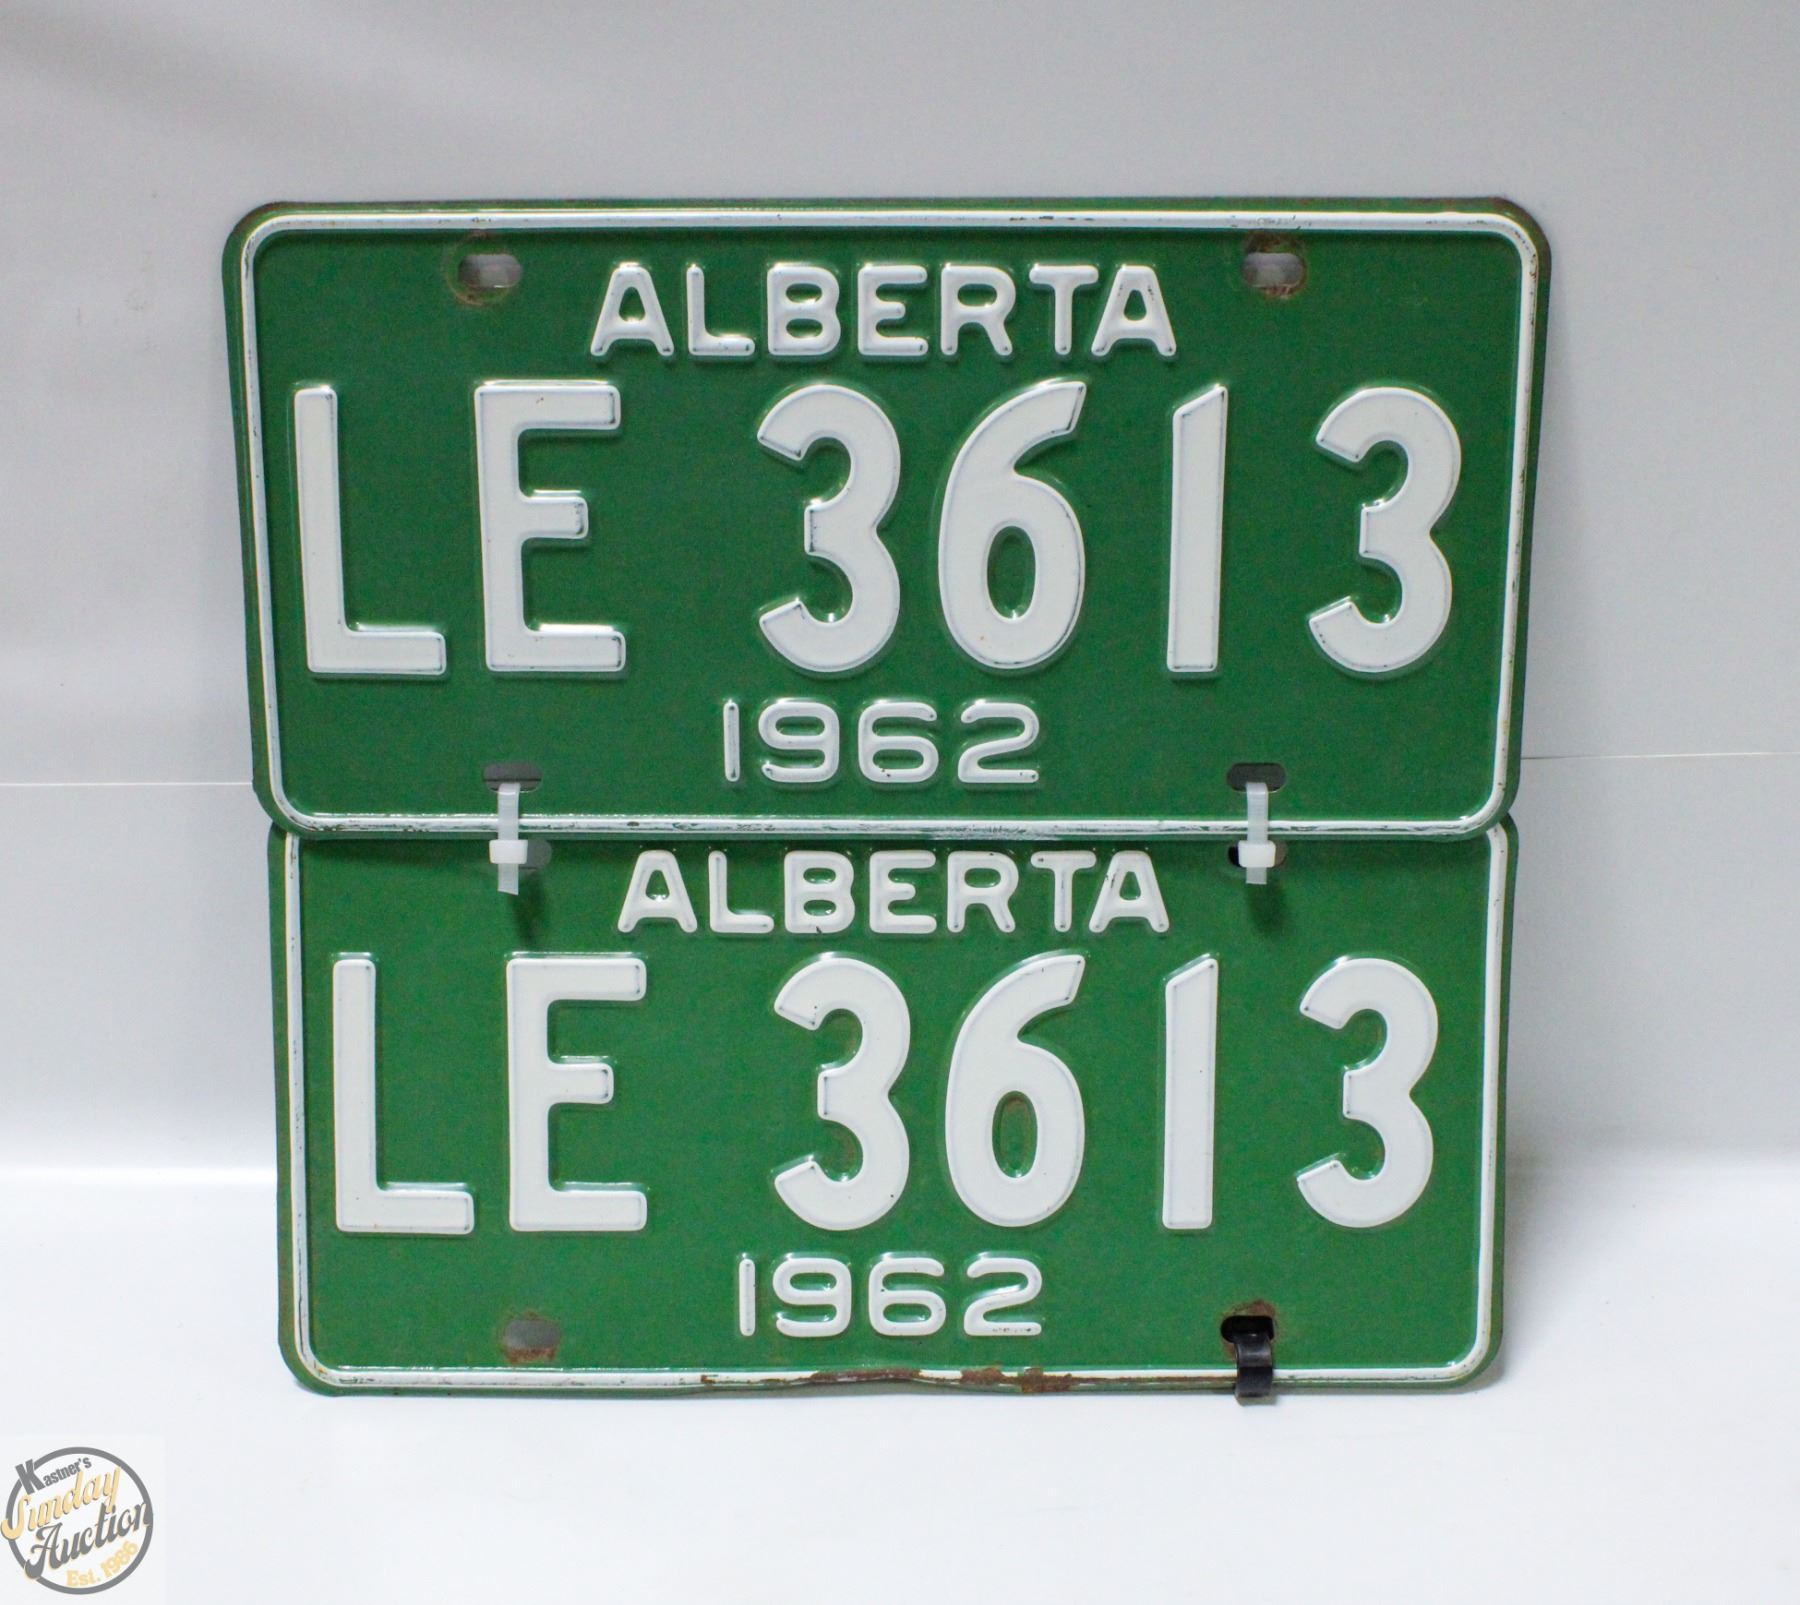 ALBERTA
LE 3613
1962
ALBERTA
LE 3613
1962
Kastner's
Sunday
Auction
Est. 1986